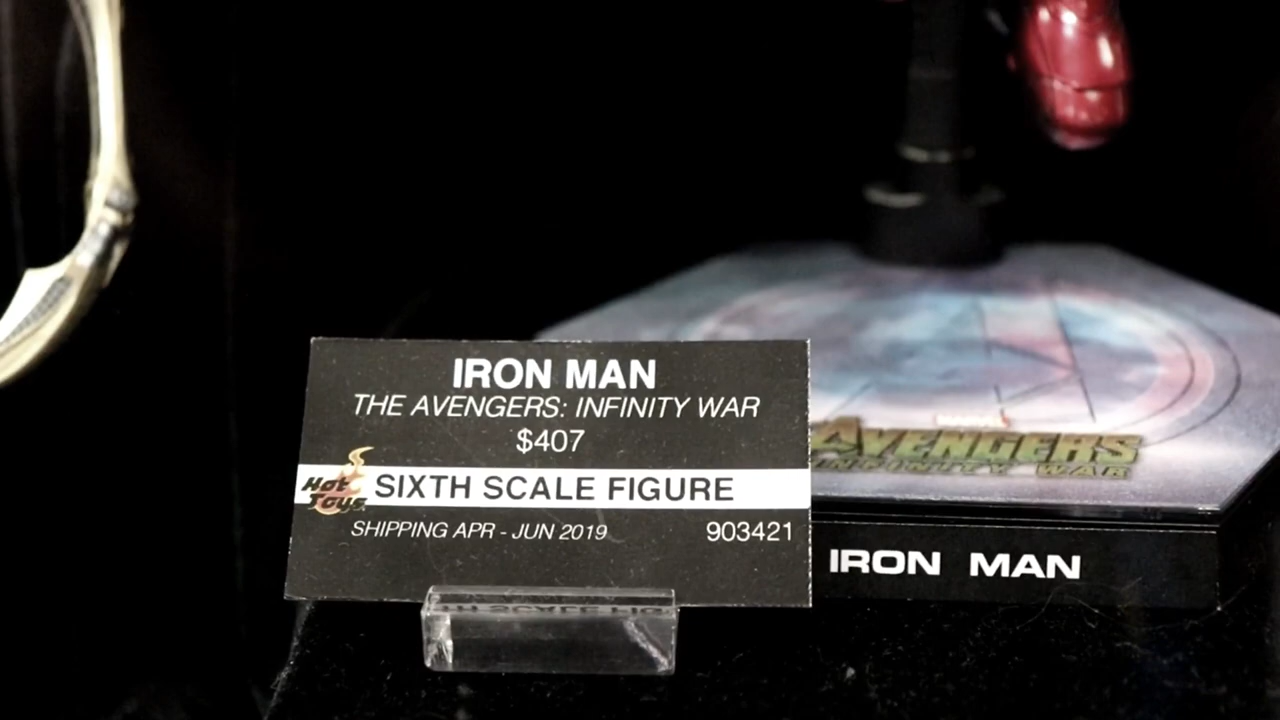 IRON MAN
THE AVENGERS: INFINITY WAR
$407
Hot Toys
SIXTH SCALE FIGURE
SHIPPING APR - JUN 2019
903421
AVENGERS
INFINITY WAR
IRON MAN